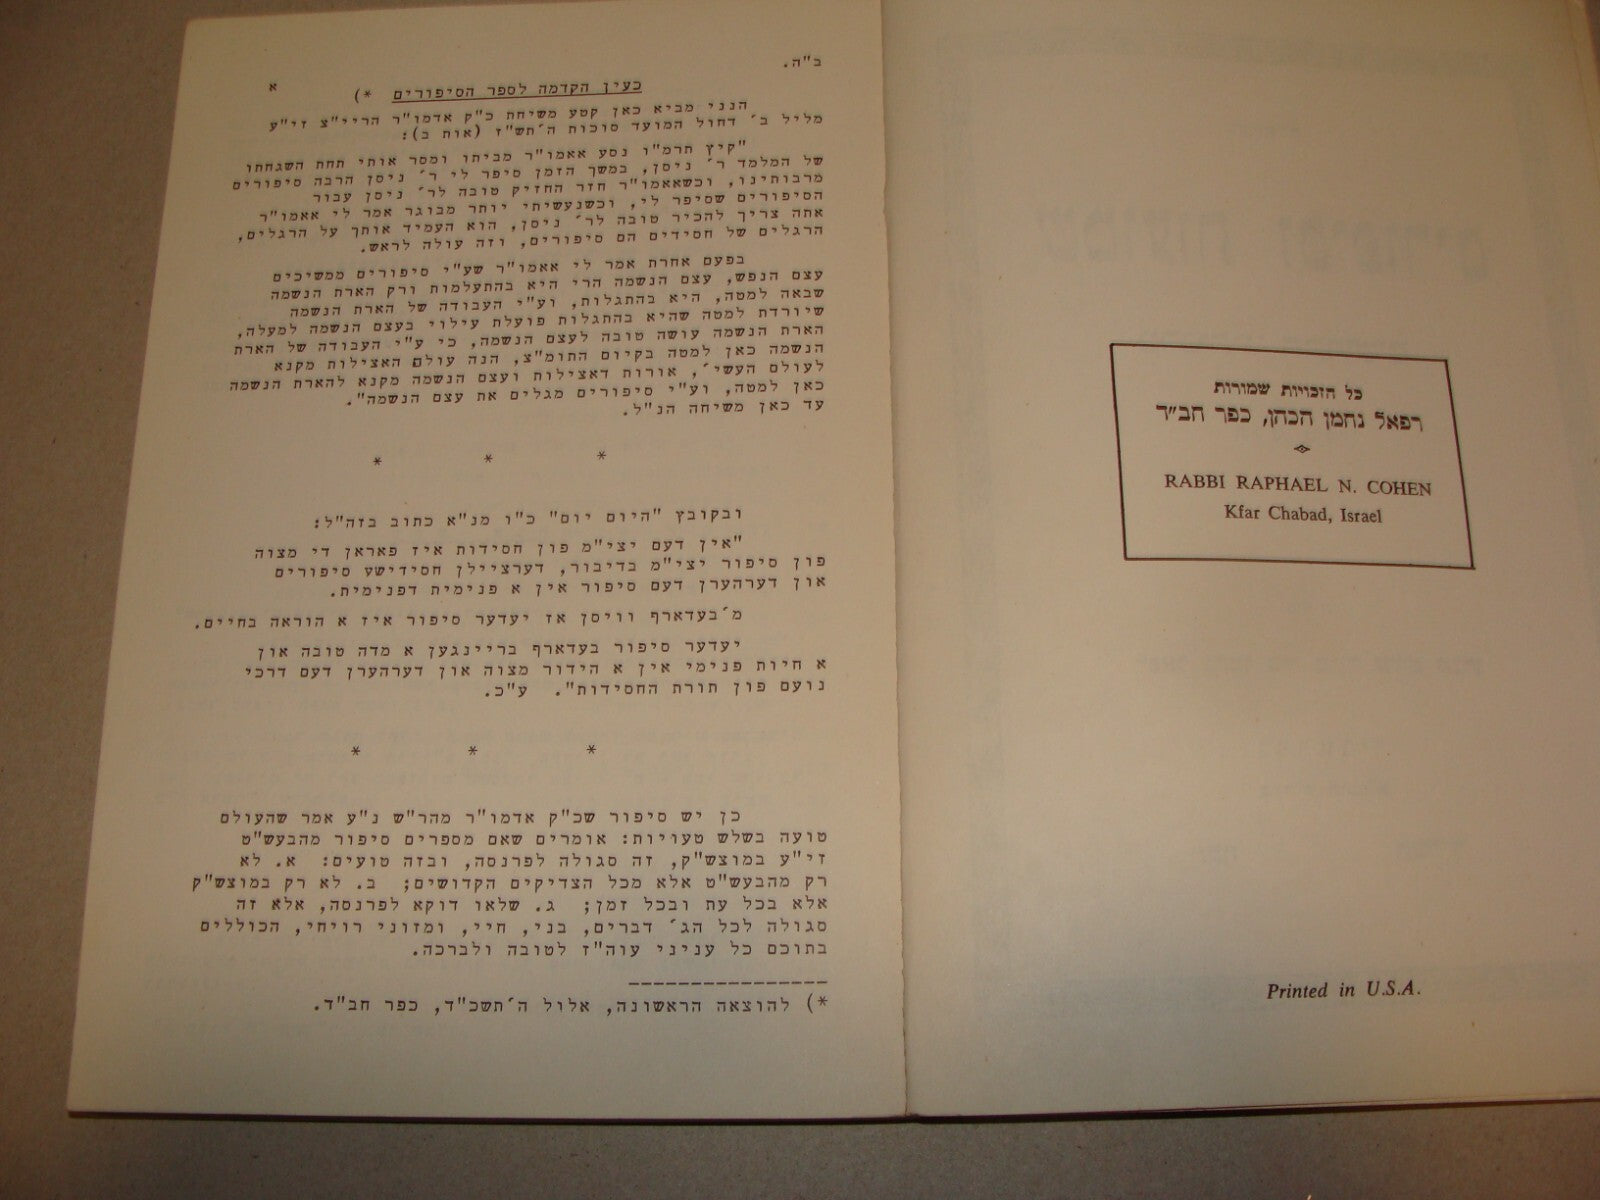 כל הזכויות שמורות
רפאל נחמן הכהן, כפר חב״ד
RABBI RAPHAEL N. COHEN
Kfar Chabad, Israel
Printed in U.S.A.
ב"ה.
א
כעין הקדמה לספר הסיפורים *)
הנני מביא כאן קטע משיחת כ"ק אדמו"ר הריי"צ זי"ע
מליל ב׳ דחול המועד סוכות ה׳תש"ז (אות ב):
"קיץ תרמ"ו נסע אאמו"ר מביתו ומסר אותי תחת השגחתו
של המלמד ר׳ ניסן, במשך הזמן סיפר לי ר׳ ניסן הרבה סיפורים
מרבותינו, וכשאאמו"ר חזר החזיק טובה לר׳ ניסן עבור
הסיפורים שסיפר לי, וכשנעשיתי יותר מבוגר אמר לי אאמו"ר
אתה צריך להכיר טובה לר׳ ניסן, הוא העמיד אותך על הרגלים,
הרגלים של חסידים הם סיפורים, וזה עולה לראש.
בפעם אחרת אמר לי אאמו"ר שע"י סיפורים ממשיכים
עצם הנפש, עצם הנשמה הרי היא בהתעלמות ורק הארת הנשמה
שבאה למטה, היא בהתגלות, וע"י העבודה של הארת הנשמה
שיורדת למטה שהיא בהתגלות פועלת עילוי בעצם הנשמה למעלה,
הארת הנשמה עושה טובה לעצם הנשמה, כי ע"י העבודה של הארת
הנשמה כאן למטה בקיום התומ"צ, הנה עולם האצילות מקנא
לעולם העשי׳, אורות דאצילות ועצם הנשמה מקנא להארת הנשמה
כאן למטה, וע"י סיפורים מגלים את עצם הנשמה".
עד כאן משיחה הנ"ל.
* * *
ובקובץ "היום יום" כ"ו מנ"א כתוב בזה"ל:
"אין דעם יצי"מ פון חסידות איז פאראן די מצוה
פון סיפור יצי"מ בדיבור, דערציילן חסידישע סיפורים
און דערהערן דעם סיפור אין א פנימית דפנימית.
מ׳בעדארף וויסן אז יעדער סיפור איז א הוראה בחיים.
יעדער סיפור בעדארף בריינגען א מדה טובה און
א חיות פנימי אין א הידור מצוה און דערהערן דעם דרכי
נועם פון תורת החסידות". ע"כ.
* * *
כן יש סיפור שכ"ק אדמו"ר מהר"ש נ"ע אמר שהעולם
טועה בשלש טעויות: אומרים שאם מספרים סיפור מהבעש"ט
זי"ע במוצש"ק, זה סגולה לפרנסה, ובזה טועים: א. לא
רק מהבעש"ט אלא מכל הצדיקים הקדושים; ב. לא רק במוצש"ק
אלא בכל עת ובכל זמן; ג. שלאו דוקא לפרנסה, אלא זה
סגולה לכל הג׳ דברים, בני, חיי, ומזוני רויחי, הכוללים
בתוכם כל עניני עוה"ז לטובה ולברכה.
*) להוצאה הראשונה, אלול ה׳תשכ"ד, כפר חב"ד.